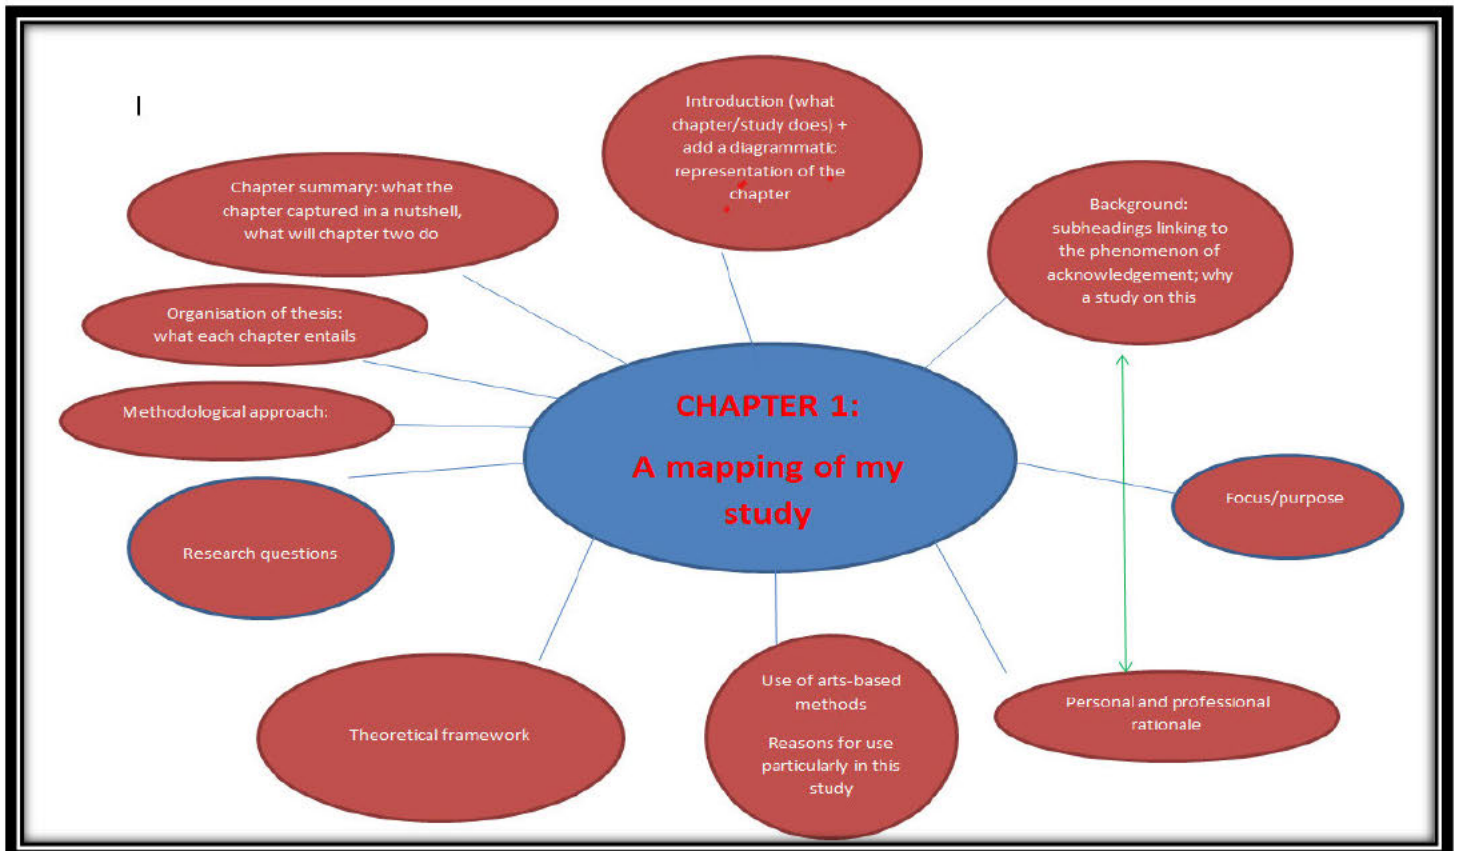 Introduction (what
chapter/study does) +
add a diagrammatic
representation of the
chapter
Chapter summary: what the
chapter captured in a nutshell,
what will chapter two do
Background:
subheadings linking to
the phenomenon of
acknowledgement; why
a study on this
Organisation of thesis:
what each chapter entails
Methodological approach:
CHAPTER 1:
A mapping of my
study
Focus/purpose
Research questions
Theoretical framework
Use of arts-based
methods
Reasons for use
particularly in this
study
Personal and professional
rationale